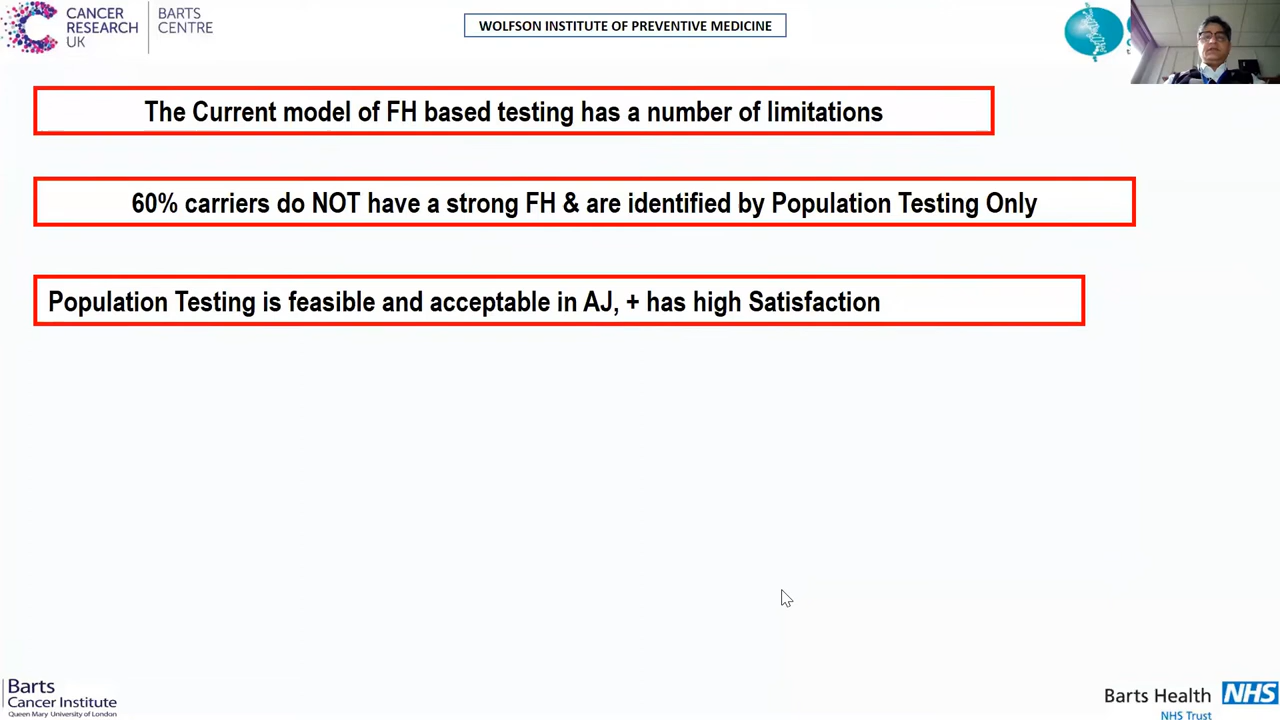 CANCER
RESEARCH
UK
BARTS
CENTRE
WOLFSON INSTITUTE OF PREVENTIVE MEDICINE
The Current model of FH based testing has a number of limitations
60% carriers do NOT have a strong FH & are identified by Population Testing Only
Population Testing is feasible and acceptable in AJ, + has high Satisfaction
Barts
Cancer Institute
Queen Mary University of London
Barts Health NHS
NHS Trust